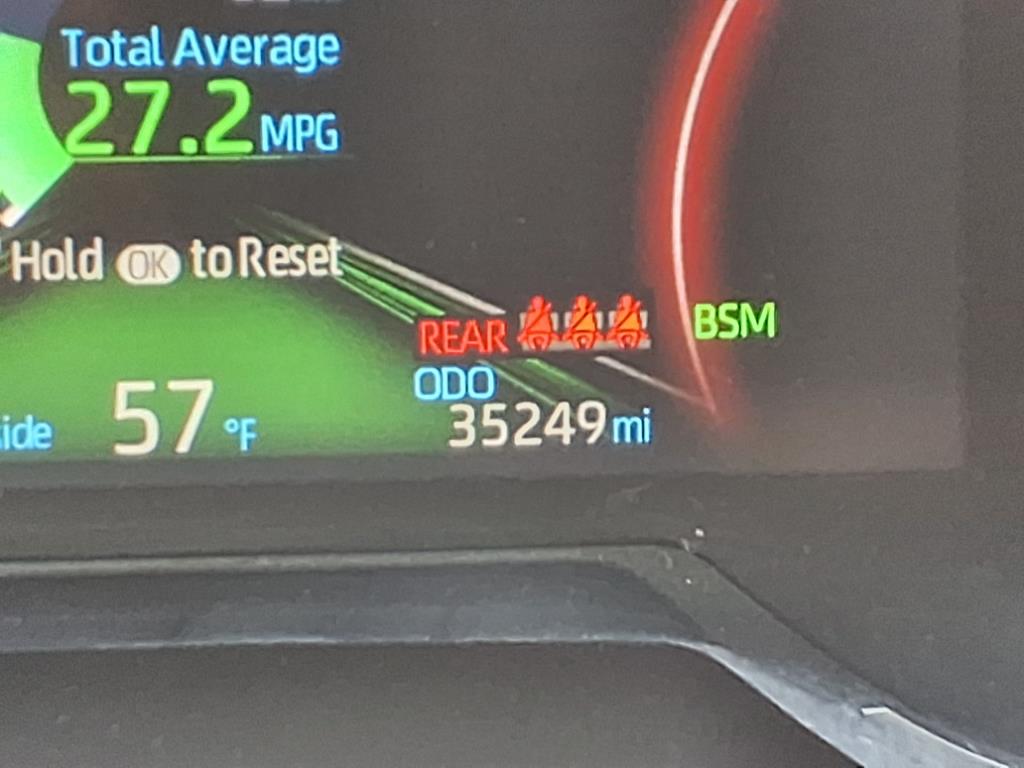 Total Average
27.2 MPG
Hold OK to Reset
REAR
BSM
ODO
57 °F
35249 mi